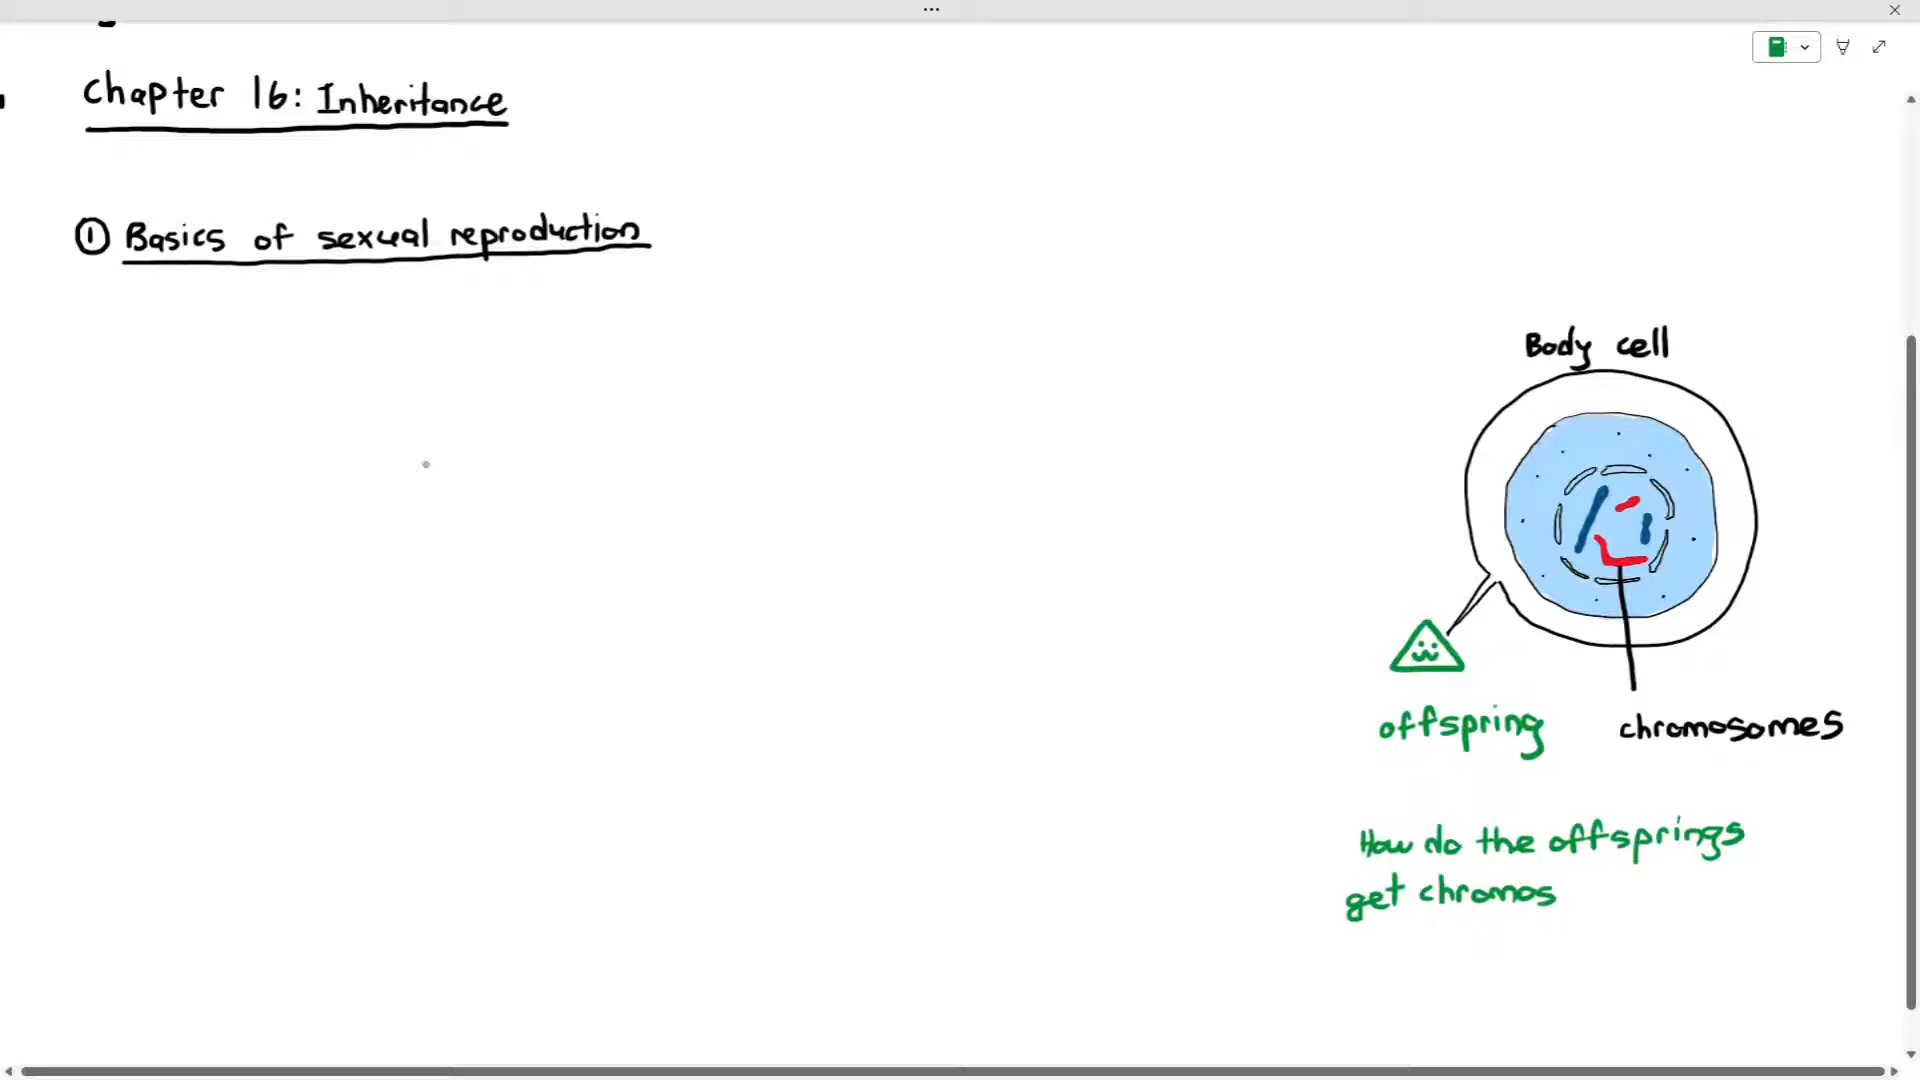 Chapter 16: Inheritance
① Basics of sexual reproduction
Body cell
offspring
chromosomes
How do the offsprings
get chromos